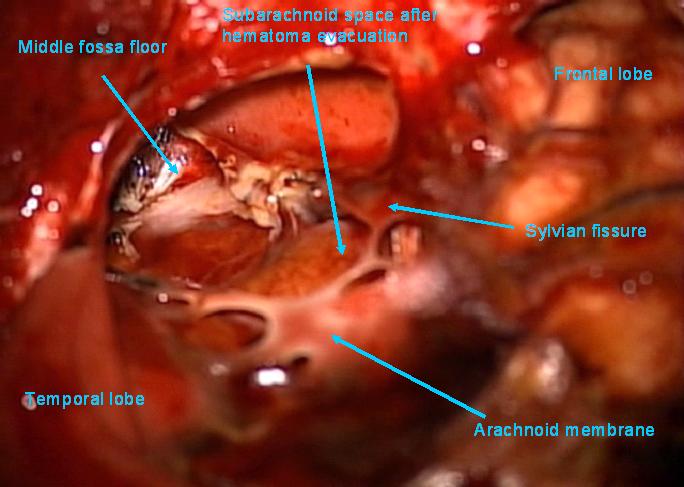 Subarachnoid space after
hematoma evacuation
Middle fossa floor
Frontal lobe
Sylvian fissure
Temporal lobe
Arachnoid membrane